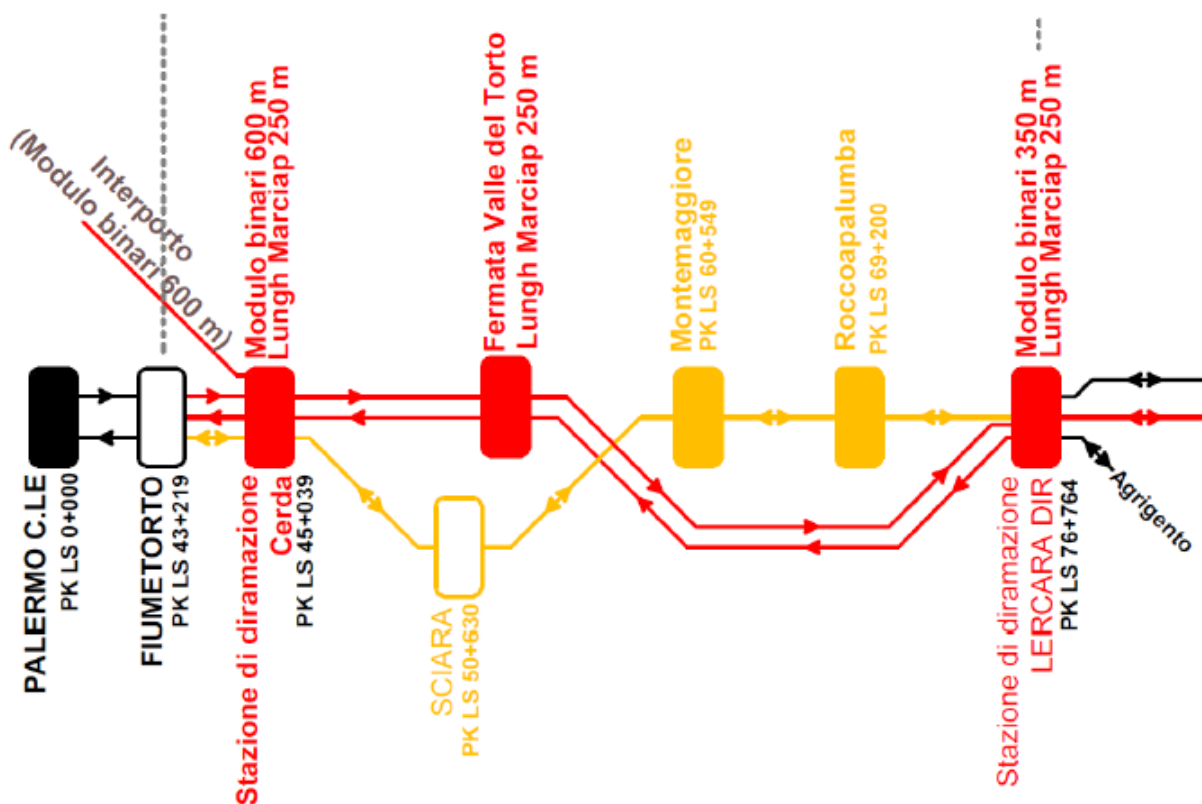 Interporto
(Modulo binari 600 m)
Modulo binari 600 m
Lungh Marciap 250 m
Fermata Valle del Torto
Lungh Marciap 250 m
Montemaggiore
PK LS 60+549
Roccoapalumba
PK LS 69+200
Modulo binari 350 m
Lungh Marciap 250 m
PALERMO C.LE
PK LS 0+000
FIUMETORTO
PK LS 43+219
Stazione di diramazione
Cerda
PK LS 45+039
SCIARA
PK LS 50+630
Stazione di diramazione
LERCARA DIR
PK LS 76+764
Agrigento